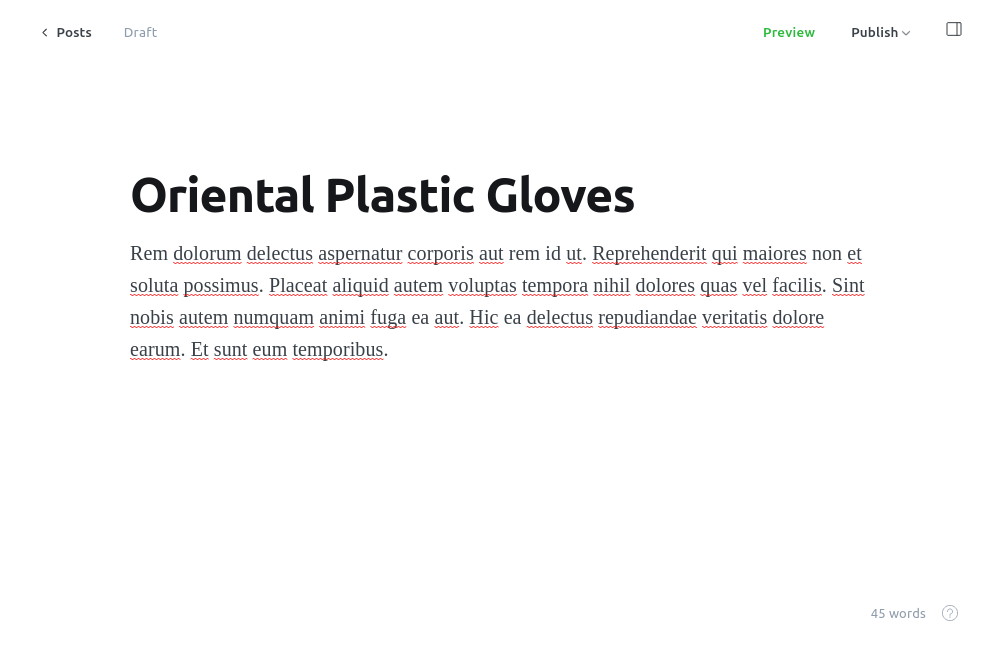 Posts
Draft
Preview
Publish
Oriental Plastic Gloves
Rem dolorum delectus aspernatur corporis aut rem id ut. Reprehenderit qui maiores non et
soluta possimus. Placeat aliquid autem voluptas tempora nihil dolores quas vel facilis. Sint
nobis autem numquam animi fuga ea aut. Hic ea delectus repudiandae veritatis dolore
earum. Et sunt eum temporibus.
45 words
?